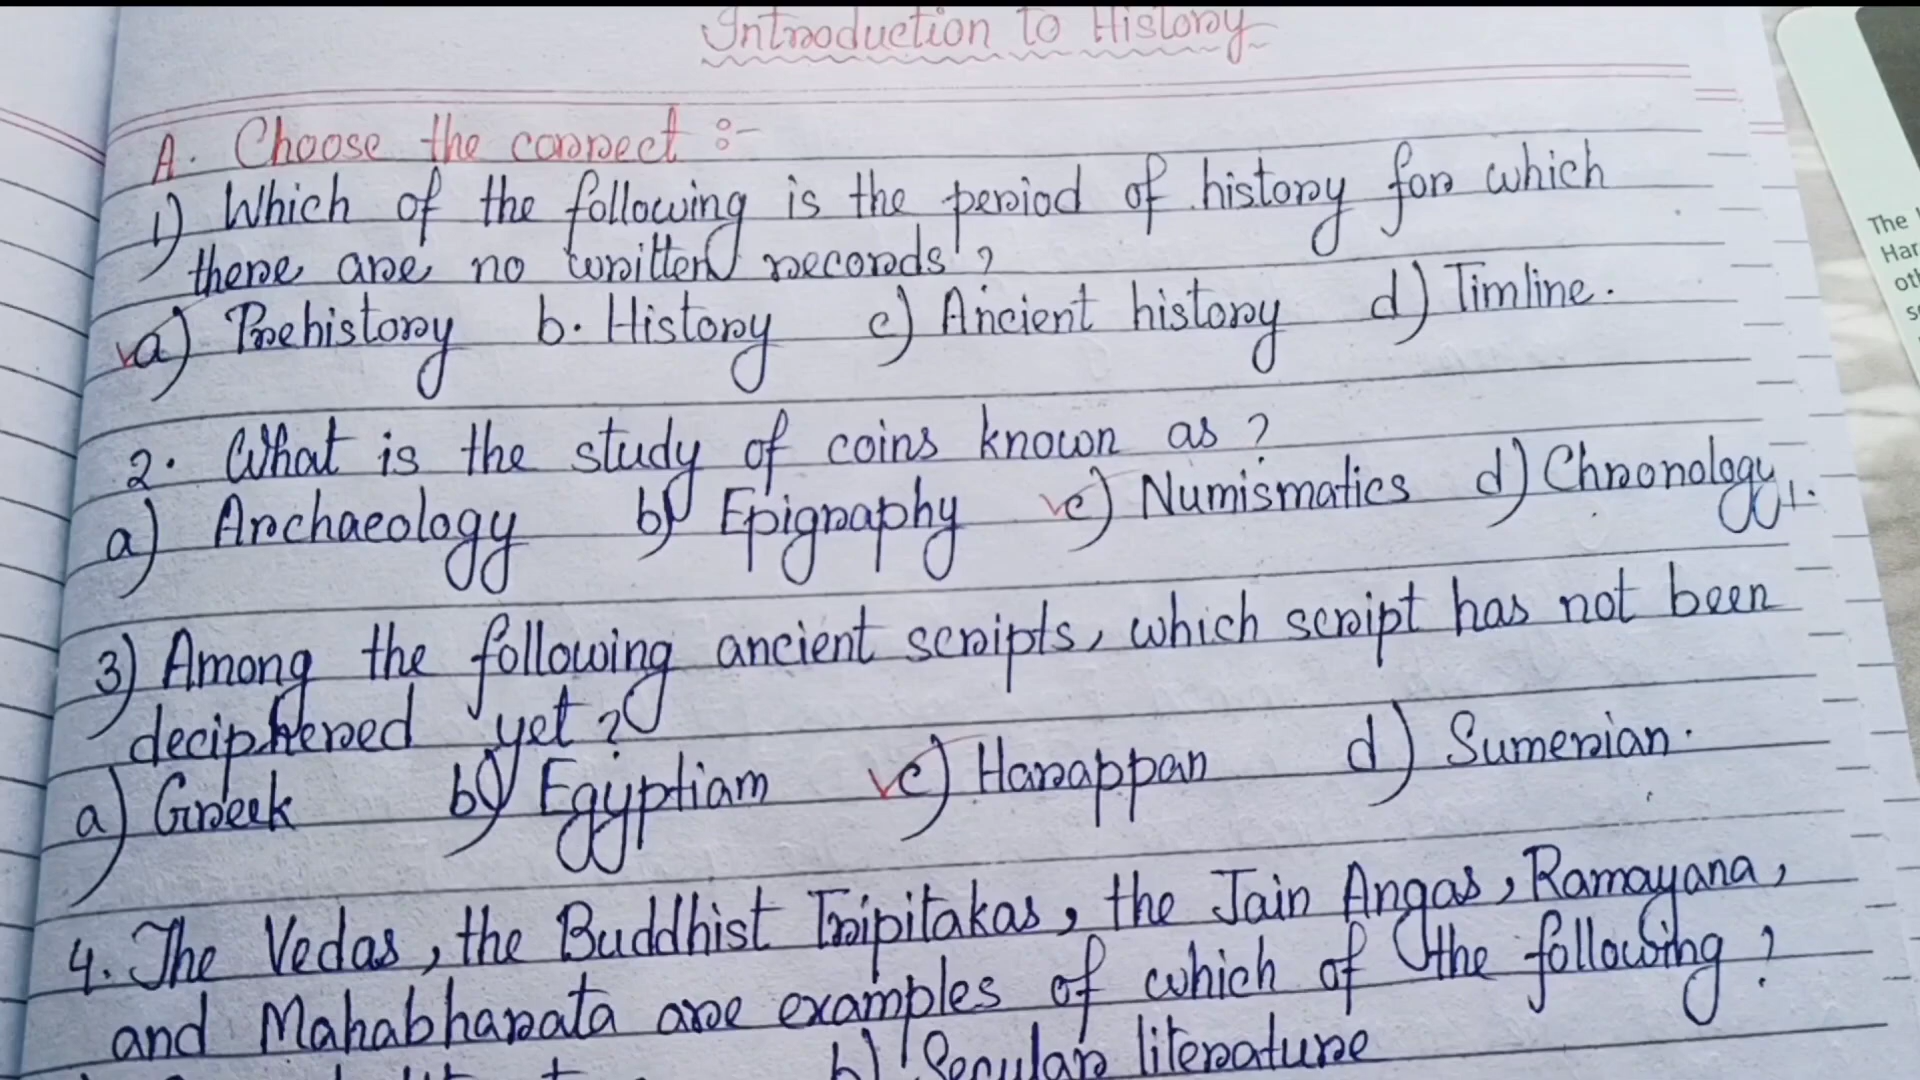 Introduction to History
A. Choose the correct :-
1) Which of the following is the period of history for which
there are no written records?
a) Prehistory b. History c) Ancient history d) Timline.
2. What is the study of coins known as ?
a) Archaeology b) Epigraphy c) Numismatics d) Chronology.
3) Among the following ancient scripts, which script has not been
deciphered yet ?
a) Greek b) Egyptiam c) Harappan d) Sumerian.
4. The Vedas, the Buddhist Tripitakas, the Jain Angas, Ramayana,
and Mahabharata are examples of which of the following ?
b) Secular literature
The
Har
oth